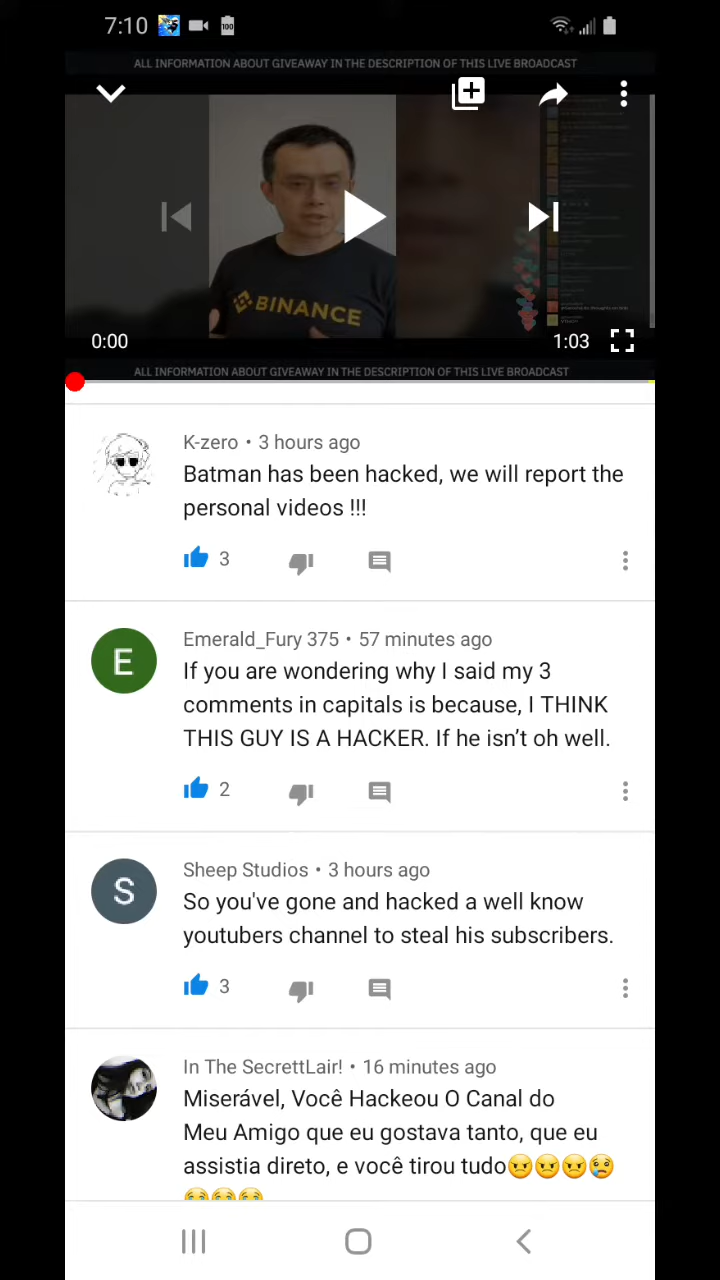 7:10
100
ALL INFORMATION ABOUT GIVEAWAY IN THE DESCRIPTION OF THIS LIVE BROADCAST
BINANCE
0:00
1:03
ALL INFORMATION ABOUT GIVEAWAY IN THE DESCRIPTION OF THIS LIVE BROADCAST
K-zero • 3 hours ago
Batman has been hacked, we will report the
personal videos !!!
3
Emerald_Fury 375 • 57 minutes ago
If you are wondering why I said my 3
comments in capitals is because, I THINK
THIS GUY IS A HACKER. If he isn’t oh well.
2
E
Sheep Studios • 3 hours ago
So you've gone and hacked a well know
youtubers channel to steal his subscribers.
3
S
In The SecrettLair! • 16 minutes ago
Miserável, Você Hackeou O Canal do
Meu Amigo que eu gostava tanto, que eu
assistia direto, e você tirou tudo😠😠😠😢
😭😭😭